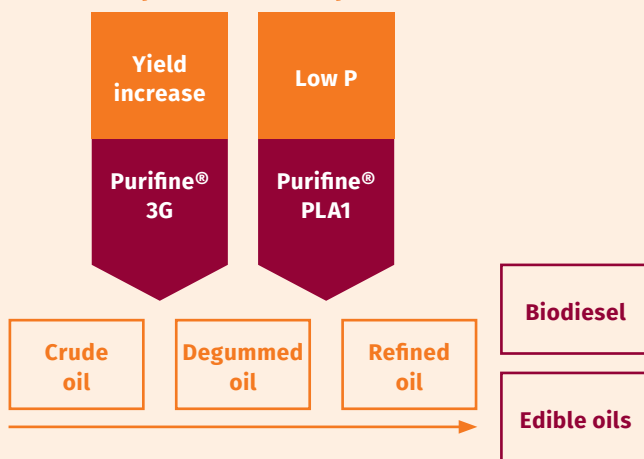 Yield
increase
Low P
Purifine®
3G
Purifine®
PLA1
Crude
oil
Degummed
oil
Refined
oil
Biodiesel
Edible oils